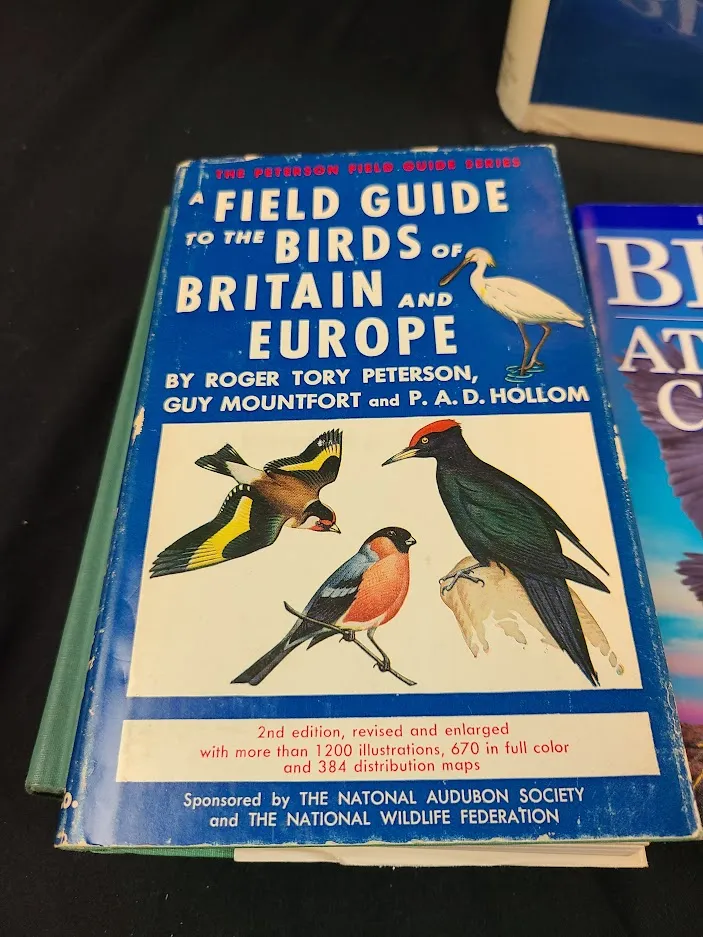 THE PETERSON FIELD GUIDE SERIES
A FIELD GUIDE
TO THE BIRDS OF
BRITAIN AND
EUROPE
BY ROGER TORY PETERSON,
GUY MOUNTFORT and P. A. D. HOLLOM
2nd edition, revised and enlarged
with more than 1200 illustrations, 670 in full color
and 384 distribution maps
Sponsored by THE NATONAL AUDUBON SOCIETY
and THE NATIONAL WILDLIFE FEDERATION